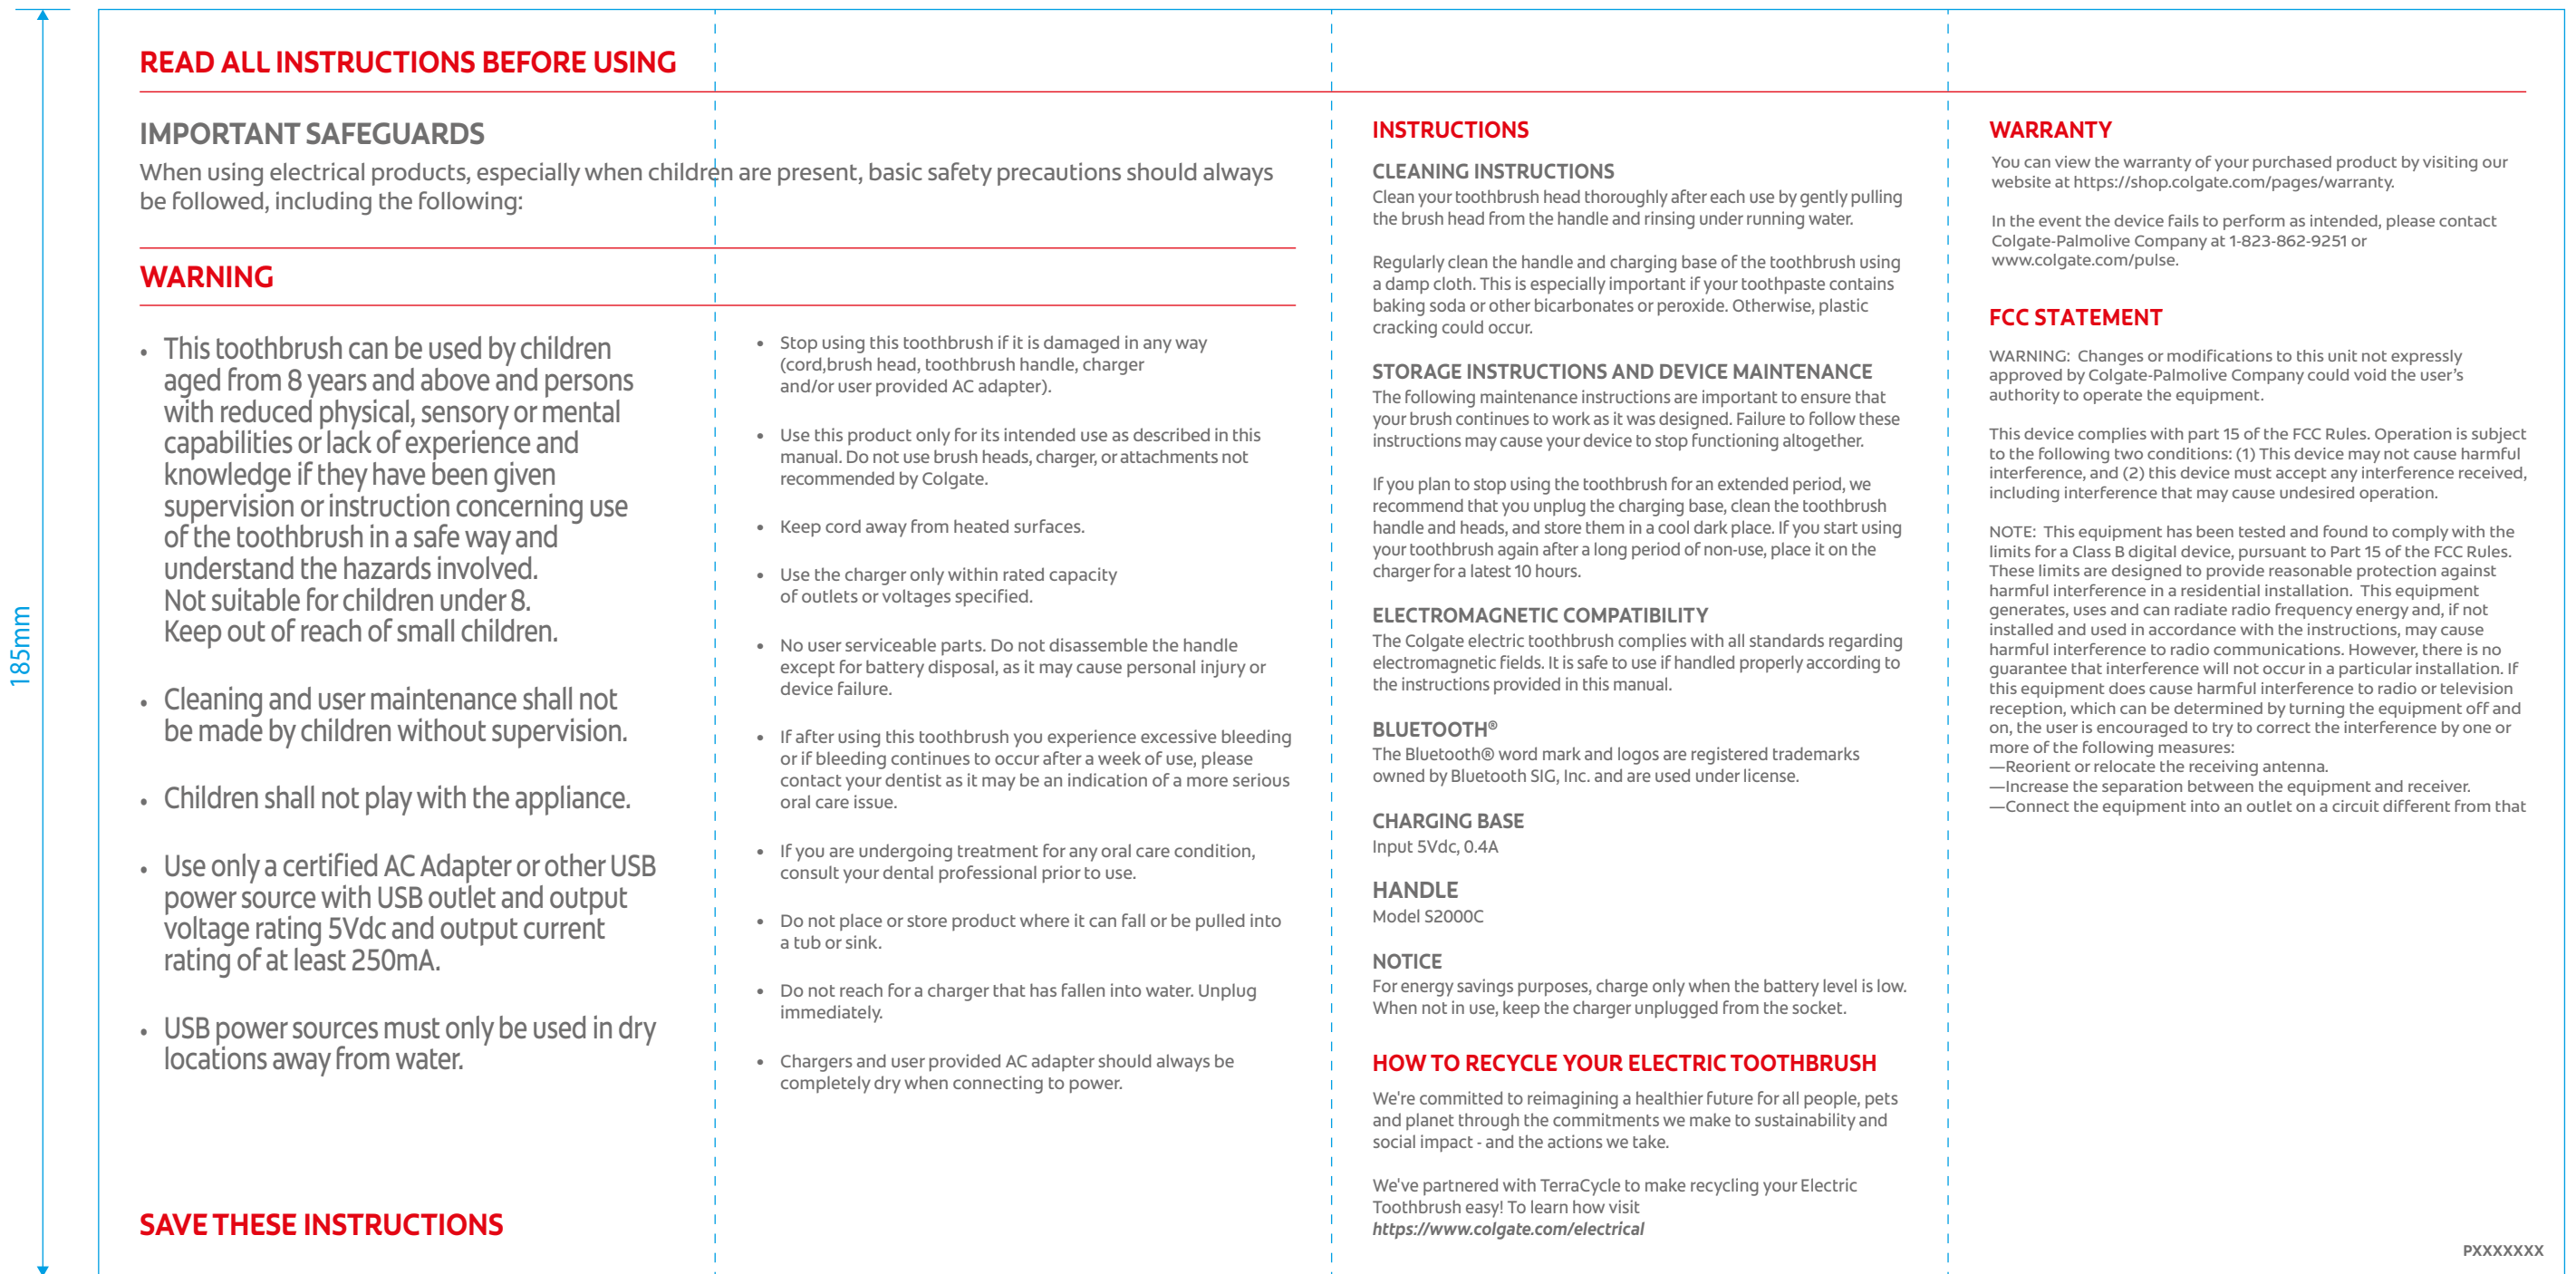 READ ALL INSTRUCTIONS BEFORE USING
IMPORTANT SAFEGUARDS
When using electrical products, especially when children are present, basic safety precautions should always
be followed, including the following:
WARNING
• This toothbrush can be used by children
aged from 8 years and above and persons
with reduced physical, sensory or mental
capabilities or lack of experience and
knowledge if they have been given
supervision or instruction concerning use
of the toothbrush in a safe way and
understand the hazards involved.
Not suitable for children under 8.
Keep out of reach of small children.
• Cleaning and user maintenance shall not
be made by children without supervision.
• Children shall not play with the appliance.
• Use only a certified AC Adapter or other USB
power source with USB outlet and output
voltage rating 5Vdc and output current
rating of at least 250mA.
• USB power sources must only be used in dry
locations away from water.
SAVE THESE INSTRUCTIONS
• Stop using this toothbrush if it is damaged in any way
(cord,brush head, toothbrush handle, charger
and/or user provided AC adapter).
• Use this product only for its intended use as described in this
manual. Do not use brush heads, charger, or attachments not
recommended by Colgate.
• Keep cord away from heated surfaces.
• Use the charger only within rated capacity
of outlets or voltages specified.
• No user serviceable parts. Do not disassemble the handle
except for battery disposal, as it may cause personal injury or
device failure.
• If after using this toothbrush you experience excessive bleeding
or if bleeding continues to occur after a week of use, please
contact your dentist as it may be an indication of a more serious
oral care issue.
• If you are undergoing treatment for any oral care condition,
consult your dental professional prior to use.
• Do not place or store product where it can fall or be pulled into
a tub or sink.
• Do not reach for a charger that has fallen into water. Unplug
immediately.
• Chargers and user provided AC adapter should always be
completely dry when connecting to power.
INSTRUCTIONS
CLEANING INSTRUCTIONS
Clean your toothbrush head thoroughly after each use by gently pulling
the brush head from the handle and rinsing under running water.
Regularly clean the handle and charging base of the toothbrush using
a damp cloth. This is especially important if your toothpaste contains
baking soda or other bicarbonates or peroxide. Otherwise, plastic
cracking could occur.
STORAGE INSTRUCTIONS AND DEVICE MAINTENANCE
The following maintenance instructions are important to ensure that
your brush continues to work as it was designed. Failure to follow these
instructions may cause your device to stop functioning altogether.
If you plan to stop using the toothbrush for an extended period, we
recommend that you unplug the charging base, clean the toothbrush
handle and heads, and store them in a cool dark place. If you start using
your toothbrush again after a long period of non-use, place it on the
charger for a latest 10 hours.
ELECTROMAGNETIC COMPATIBILITY
The Colgate electric toothbrush complies with all standards regarding
electromagnetic fields. It is safe to use if handled properly according to
the instructions provided in this manual.
BLUETOOTH®
The Bluetooth® word mark and logos are registered trademarks
owned by Bluetooth SIG, Inc. and are used under license.
CHARGING BASE
Input 5Vdc, 0.4A
HANDLE
Model S2000C
NOTICE
For energy savings purposes, charge only when the battery level is low.
When not in use, keep the charger unplugged from the socket.
HOW TO RECYCLE YOUR ELECTRIC TOOTHBRUSH
We're committed to reimagining a healthier future for all people, pets
and planet through the commitments we make to sustainability and
social impact - and the actions we take.
We've partnered with TerraCycle to make recycling your Electric
Toothbrush easy! To learn how visit
https://www.colgate.com/electrical
WARRANTY
You can view the warranty of your purchased product by visiting our
website at https://shop.colgate.com/pages/warranty.
In the event the device fails to perform as intended, please contact
Colgate-Palmolive Company at 1-823-862-9251 or
www.colgate.com/pulse.
FCC STATEMENT
WARNING: Changes or modifications to this unit not expressly
approved by Colgate-Palmolive Company could void the user's
authority to operate the equipment.
This device complies with part 15 of the FCC Rules. Operation is subject
to the following two conditions: (1) This device may not cause harmful
interference, and (2) this device must accept any interference received,
including interference that may cause undesired operation.
NOTE: This equipment has been tested and found to comply with the
limits for a Class B digital device, pursuant to Part 15 of the FCC Rules.
These limits are designed to provide reasonable protection against
harmful interference in a residential installation. This equipment
generates, uses and can radiate radio frequency energy and, if not
installed and used in accordance with the instructions, may cause
harmful interference to radio communications. However, there is no
guarantee that interference will not occur in a particular installation. If
this equipment does cause harmful interference to radio or television
reception, which can be determined by turning the equipment off and
on, the user is encouraged to try to correct the interference by one or
more of the following measures:
—Reorient or relocate the receiving antenna.
—Increase the separation between the equipment and receiver.
—Connect the equipment into an outlet on a circuit different from that
PXXXXXXX
185mm